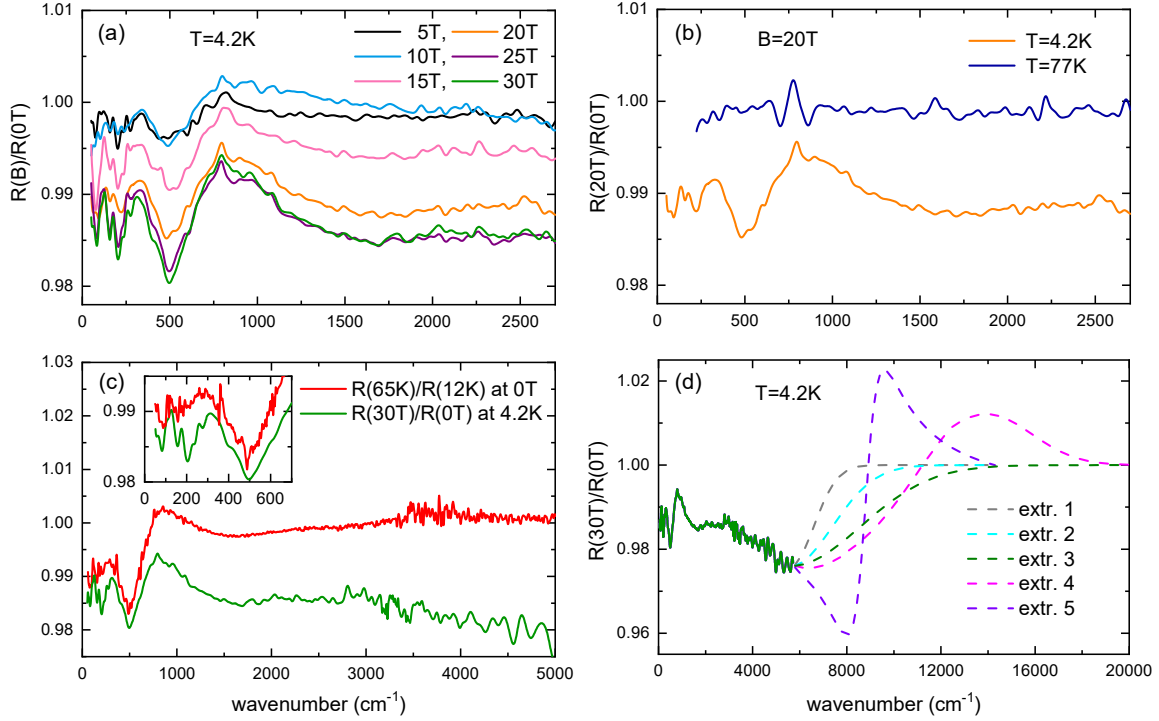 (a) T=4.2K
5T, 20T
10T, 25T
15T, 30T
R(B)/R(0T)
1.01
1.00
0.99
0.98
0 500 1000 1500 2000 2500
(b) B=20T
T=4.2K
T=77K
R(20T)/R(0T)
1.01
1.00
0.99
0.98
0 500 1000 1500 2000 2500
(c)
R(65K)/R(12K) at 0T
R(30T)/R(0T) at 4.2K
0.99
0.98
0 200 400 600
1.03
1.02
1.01
1.00
0.99
0.98
0 1000 2000 3000 4000 5000
wavenumber (cm⁻¹)
(d) T=4.2K
R(30T)/R(0T)
1.02
1.00
0.98
0.96
extr. 1
extr. 2
extr. 3
extr. 4
extr. 5
0 4000 8000 12000 16000 20000
wavenumber (cm⁻¹)